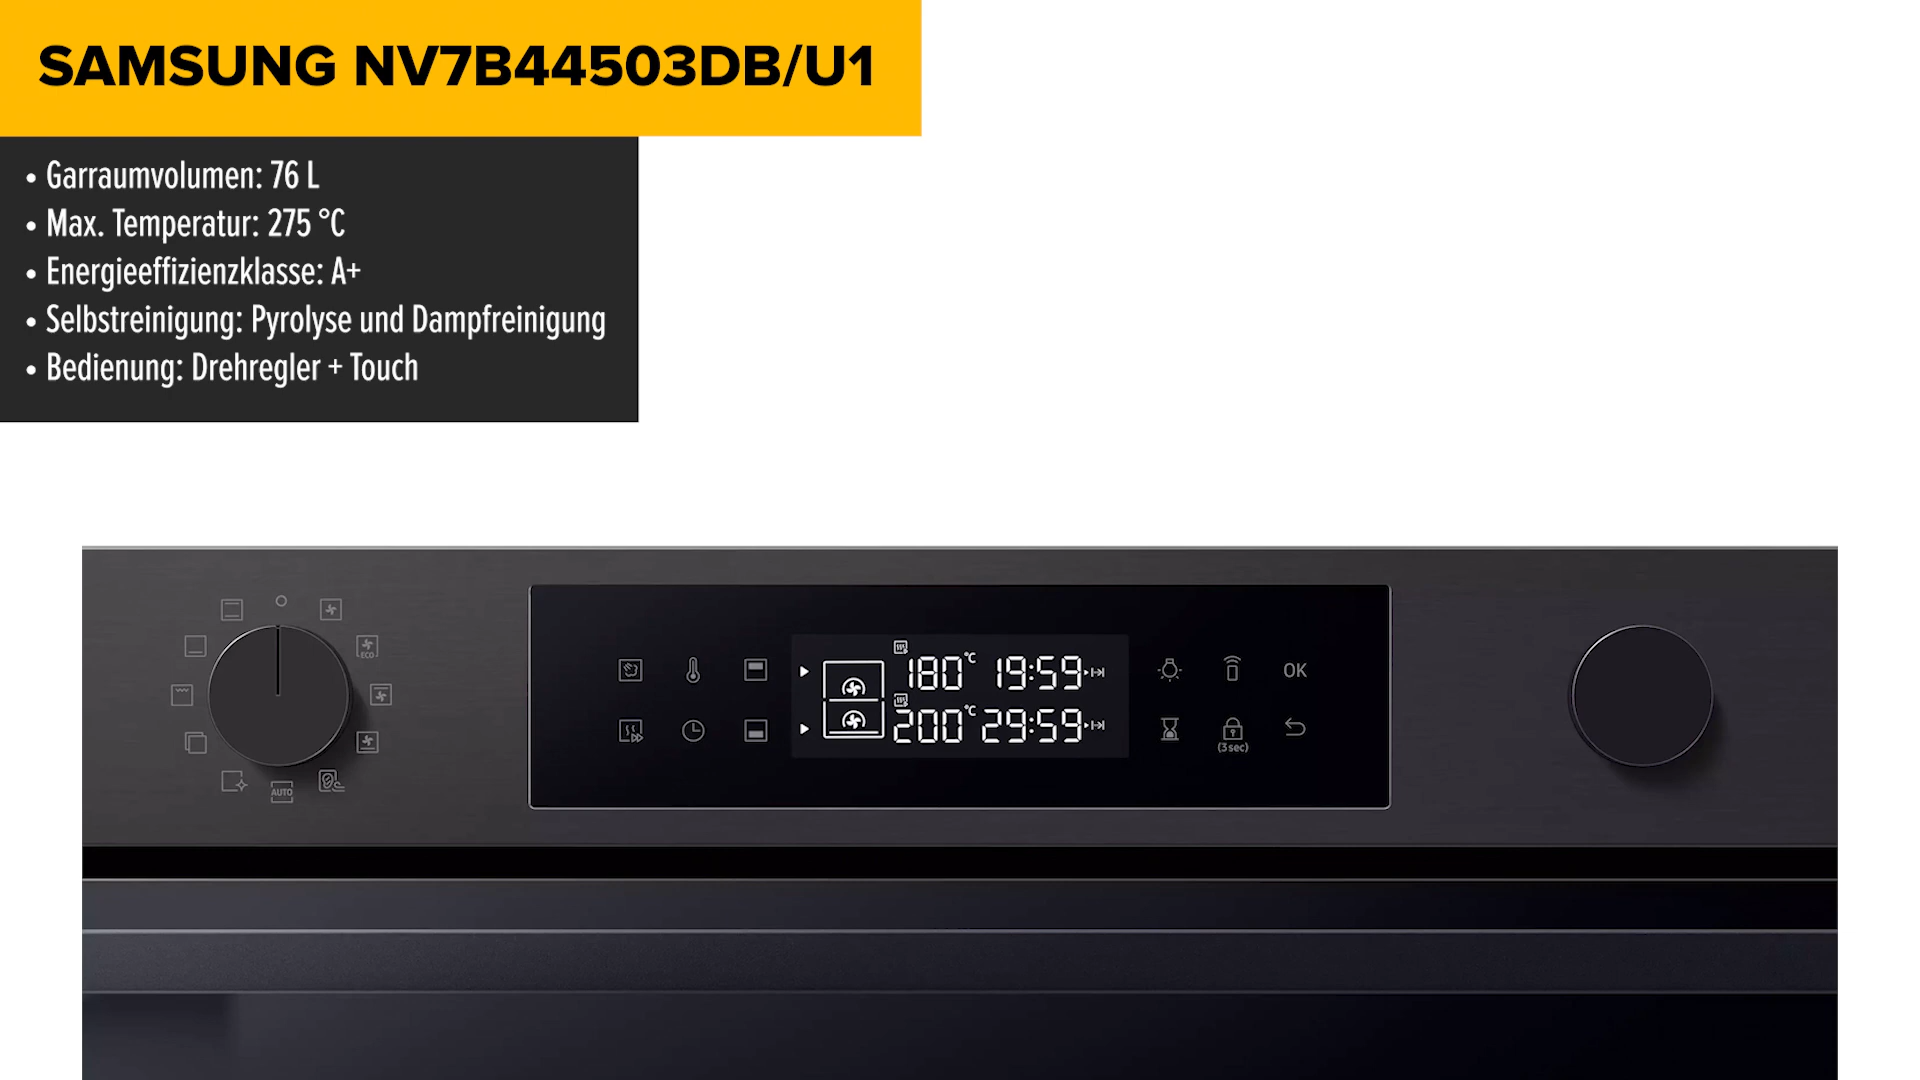 SAMSUNG NV7B44503DB/U1
• Garraumvolumen: 76 L
• Max. Temperatur: 275 °C
• Energieeffizienzklasse: A+
• Selbstreinigung: Pyrolyse und Dampfreinigung
• Bedienung: Drehregler + Touch
ECO
AUTO
180 °C 19:59
200 °C 29:59
OK
(3 sec)